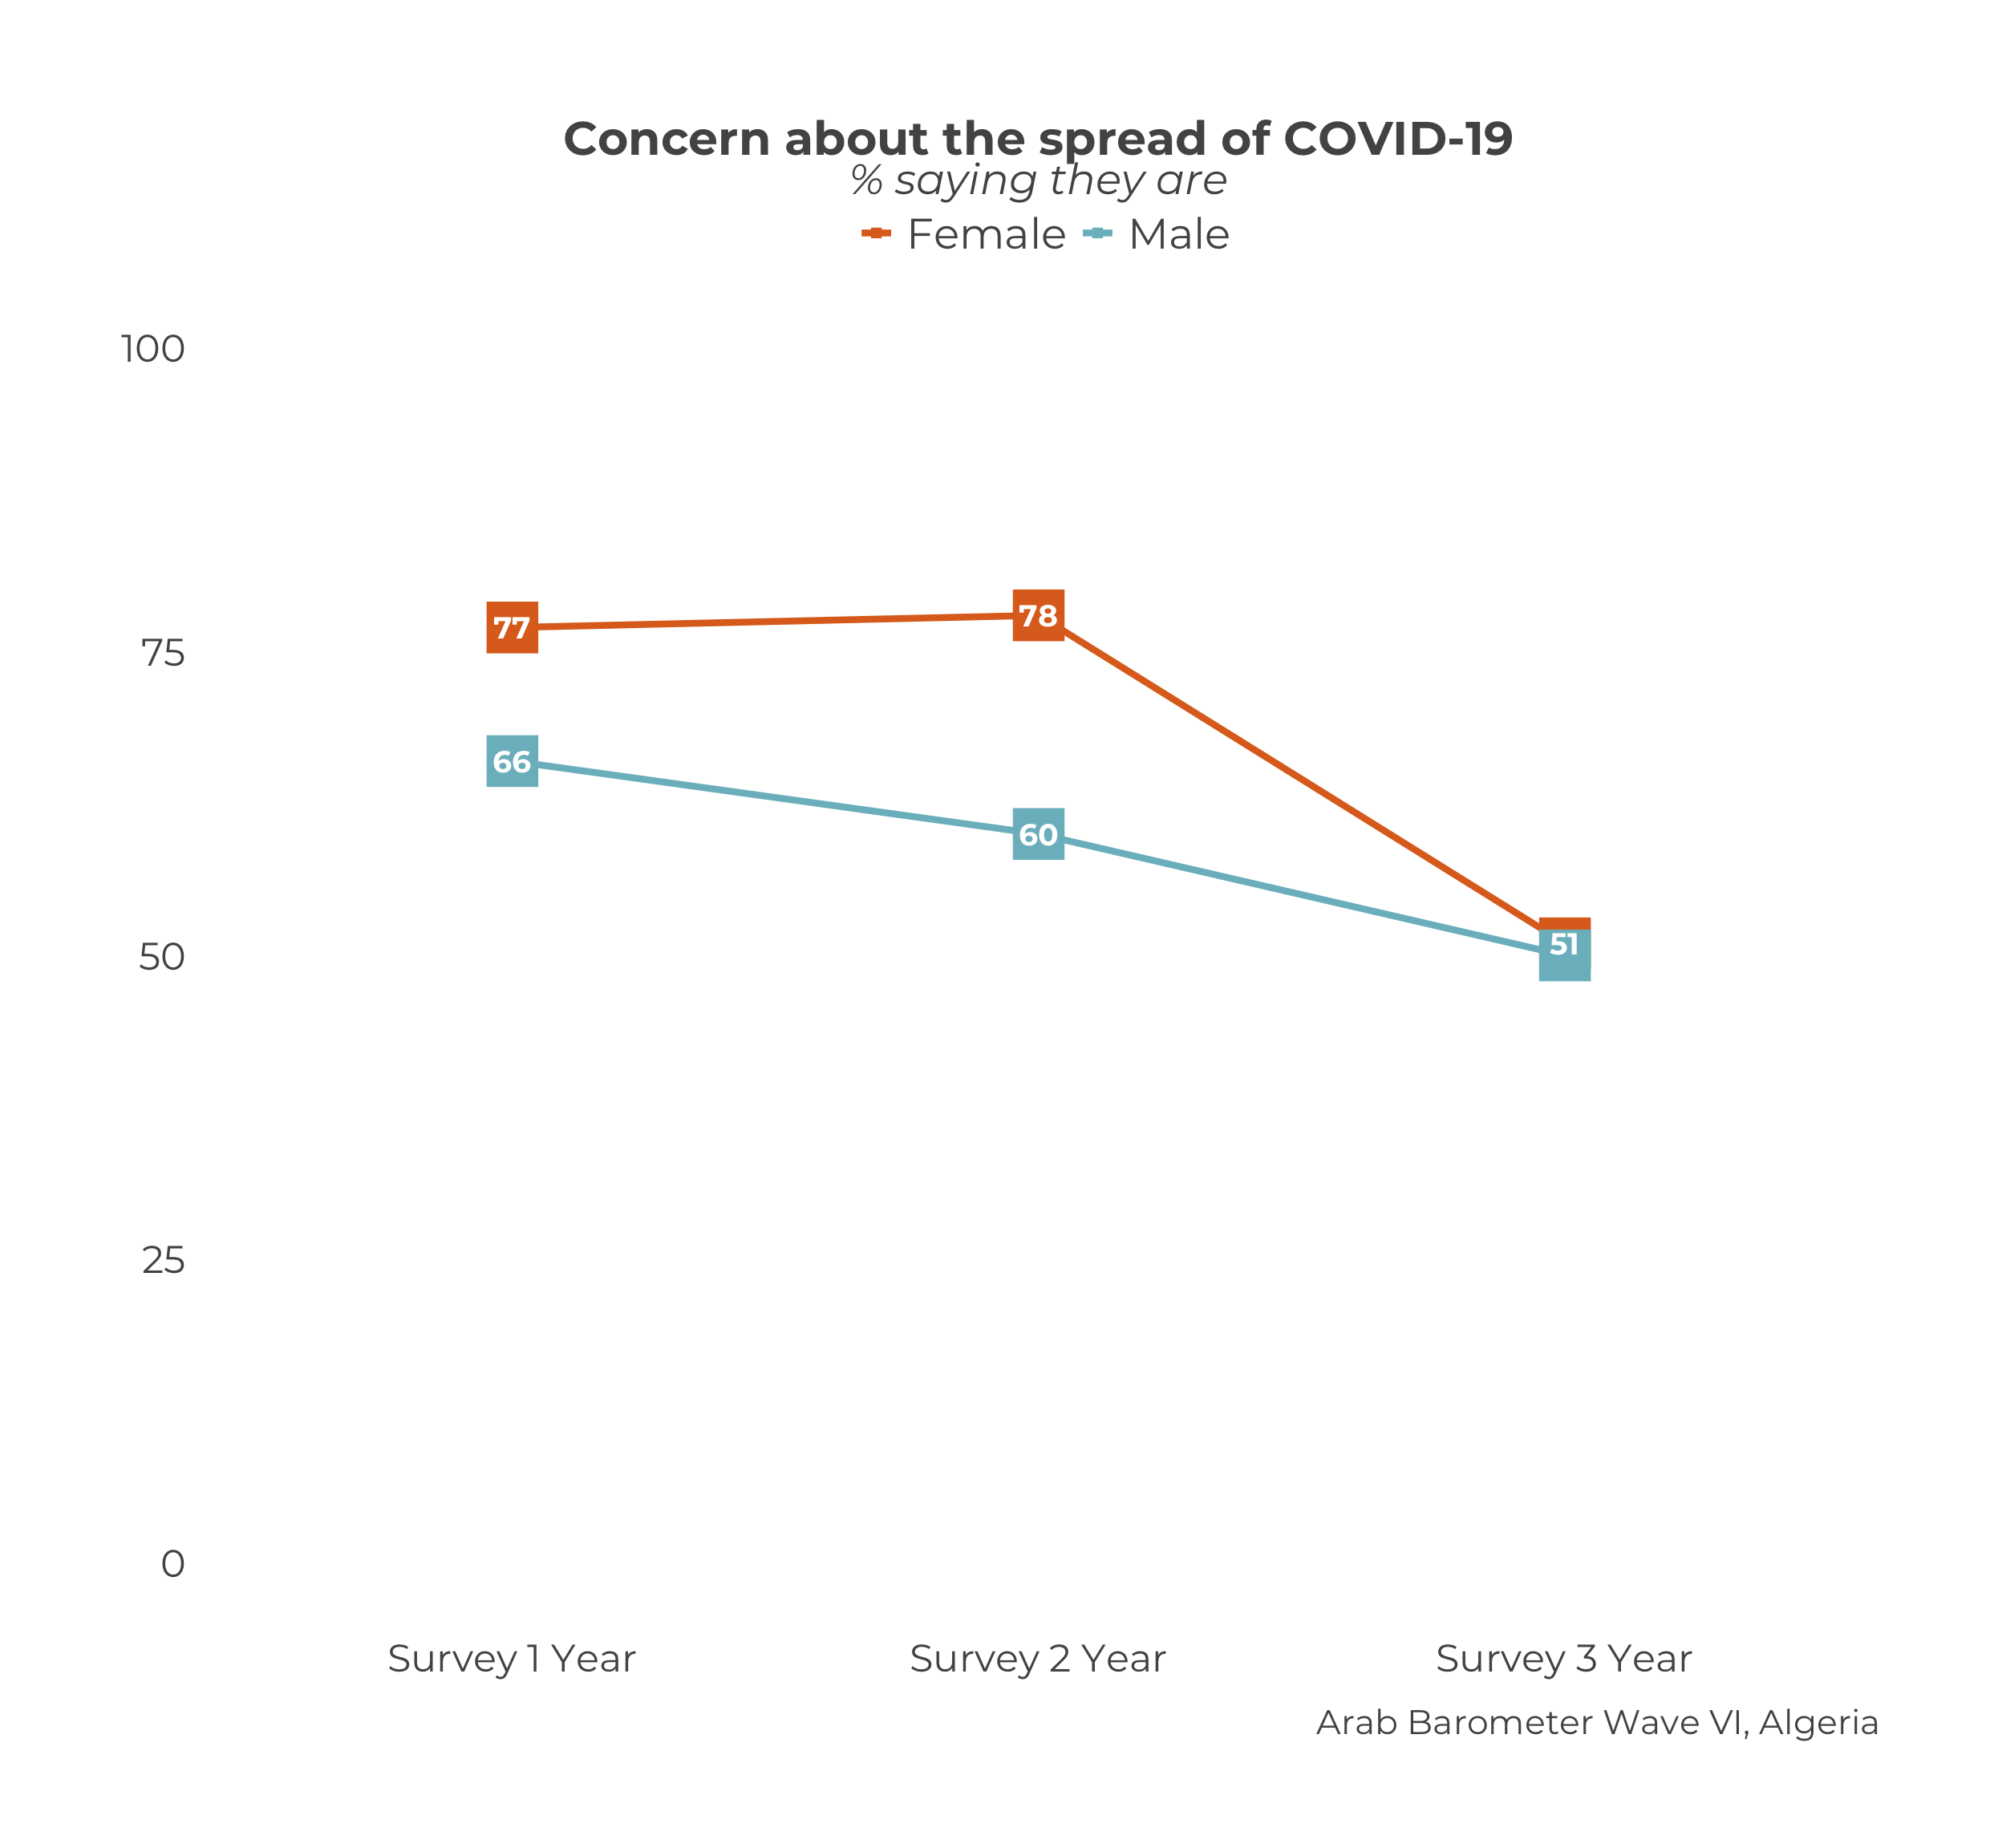 Concern about the spread of COVID-19
% saying they are
Female Male
100
75
50
25
0
77
78
66
60
51
Survey 1 Year Survey 2 Year Survey 3 Year
Arab Barometer Wave VI, Algeria